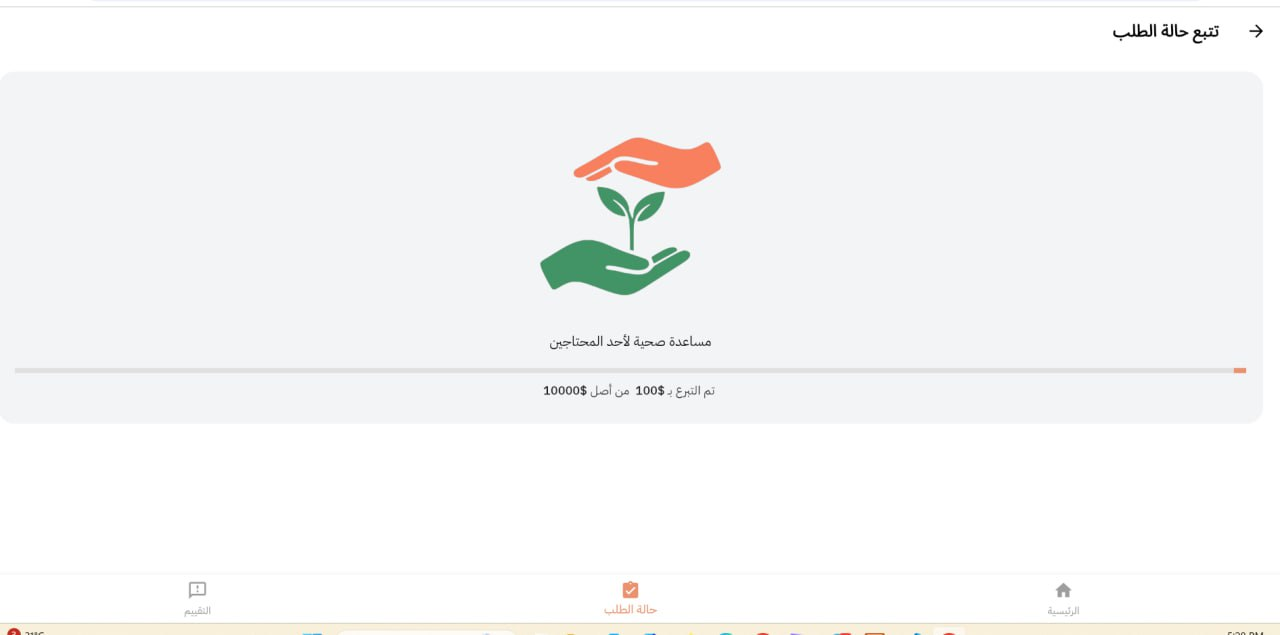 تتبع حالة الطلب
مساعدة صحية لأحد المحتاجين
تم التبرع بـ 100$ من أصل 10000$
الرئيسية
حالة الطلب
التقييم